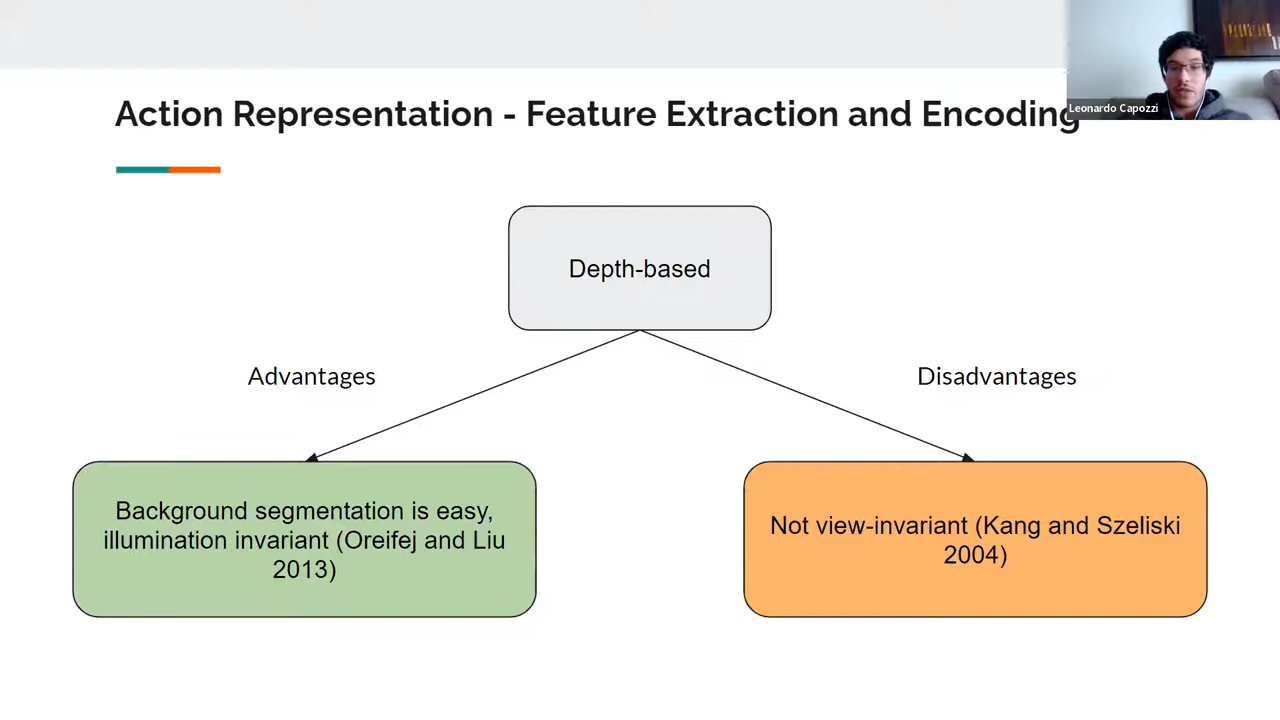 Leonardo Capozzi
Action Representation - Feature Extraction and Encoding
Depth-based
Advantages
Disadvantages
Background segmentation is easy,
illumination invariant (Oreifej and Liu
2013)
Not view-invariant (Kang and Szeliski
2004)